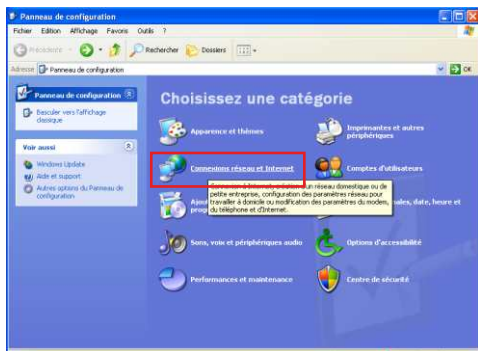 Panneau de configuration
Fichier Edition Affichage Favoris Outils ?
Précédente Rechercher Dossiers
Adresse Panneau de configuration OK
Panneau de configuration
Basculer vers l'affichage
classique
Voir aussi
Windows Update
Aide et support
Autres options du Panneau de
configuration
Choisissez une catégorie
Apparence et thèmes
Imprimantes et autres
périphériques
Connexions réseau et Internet
Comptes d'utilisateurs
Connexion à Internet, création d'un réseau domestique ou de
petite entreprise, configuration des paramètres réseau pour
travailler à domicile ou modification des paramètres du modem,
du téléphone et d'Internet.
Ajout
prog
nales, date, heure et
Sons, voix et périphériques audio
Options d'accessibilité
Performances et maintenance
Centre de sécurité